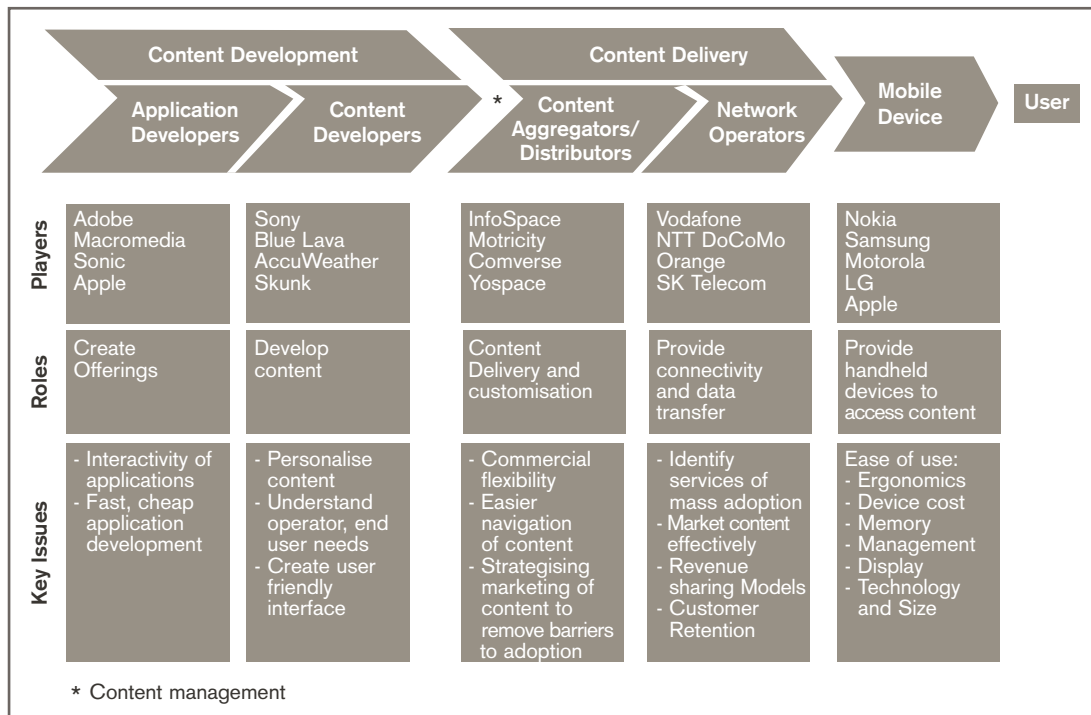 Content Development
Content Delivery
Application
Developers
Content
Developers
*
Content
Aggregators/
Distributors
Network
Operators
Mobile
Device
User
Players
Adobe
Macromedia
Sonic
Apple
Sony
Blue Lava
AccuWeather
Skunk
InfoSpace
Motricity
Comverse
Yospace
Vodafone
NTT DoCoMo
Orange
SK Telecom
Nokia
Samsung
Motorola
LG
Apple
Roles
Create
Offerings
Develop
content
Content
Delivery and
customisation
Provide
connectivity
and data
transfer
Provide
handheld
devices to
access content
Key Issues
- Interactivity of
applications
- Fast, cheap
application
development
- Personalise
content
- Understand
operator, end
user needs
- Create user
friendly
interface
- Commercial
flexibility
- Easier
navigation
of content
- Strategising
marketing of
content to
remove barriers
to adoption
- Identify
services of
mass adoption
- Market content
effectively
- Revenue
sharing Models
- Customer
Retention
Ease of use:
- Ergonomics
- Device cost
- Memory
- Management
- Display
- Technology
and Size
* Content management